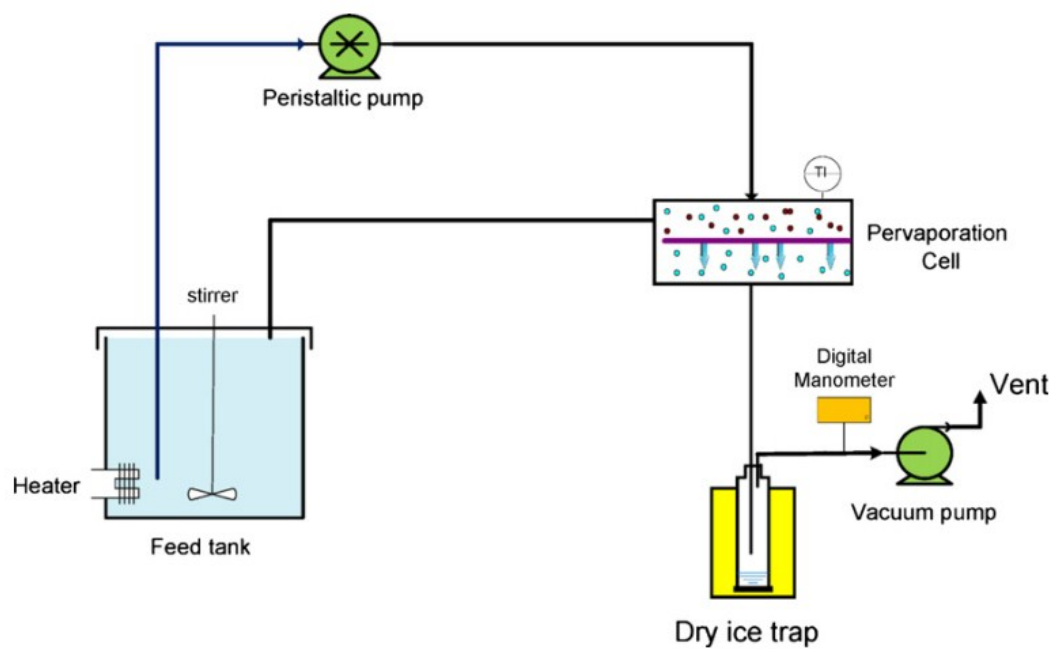 Peristaltic pump
TI
Pervaporation
Cell
stirrer
Digital
Manometer
Vent
Heater
Vacuum pump
Feed tank
Dry ice trap